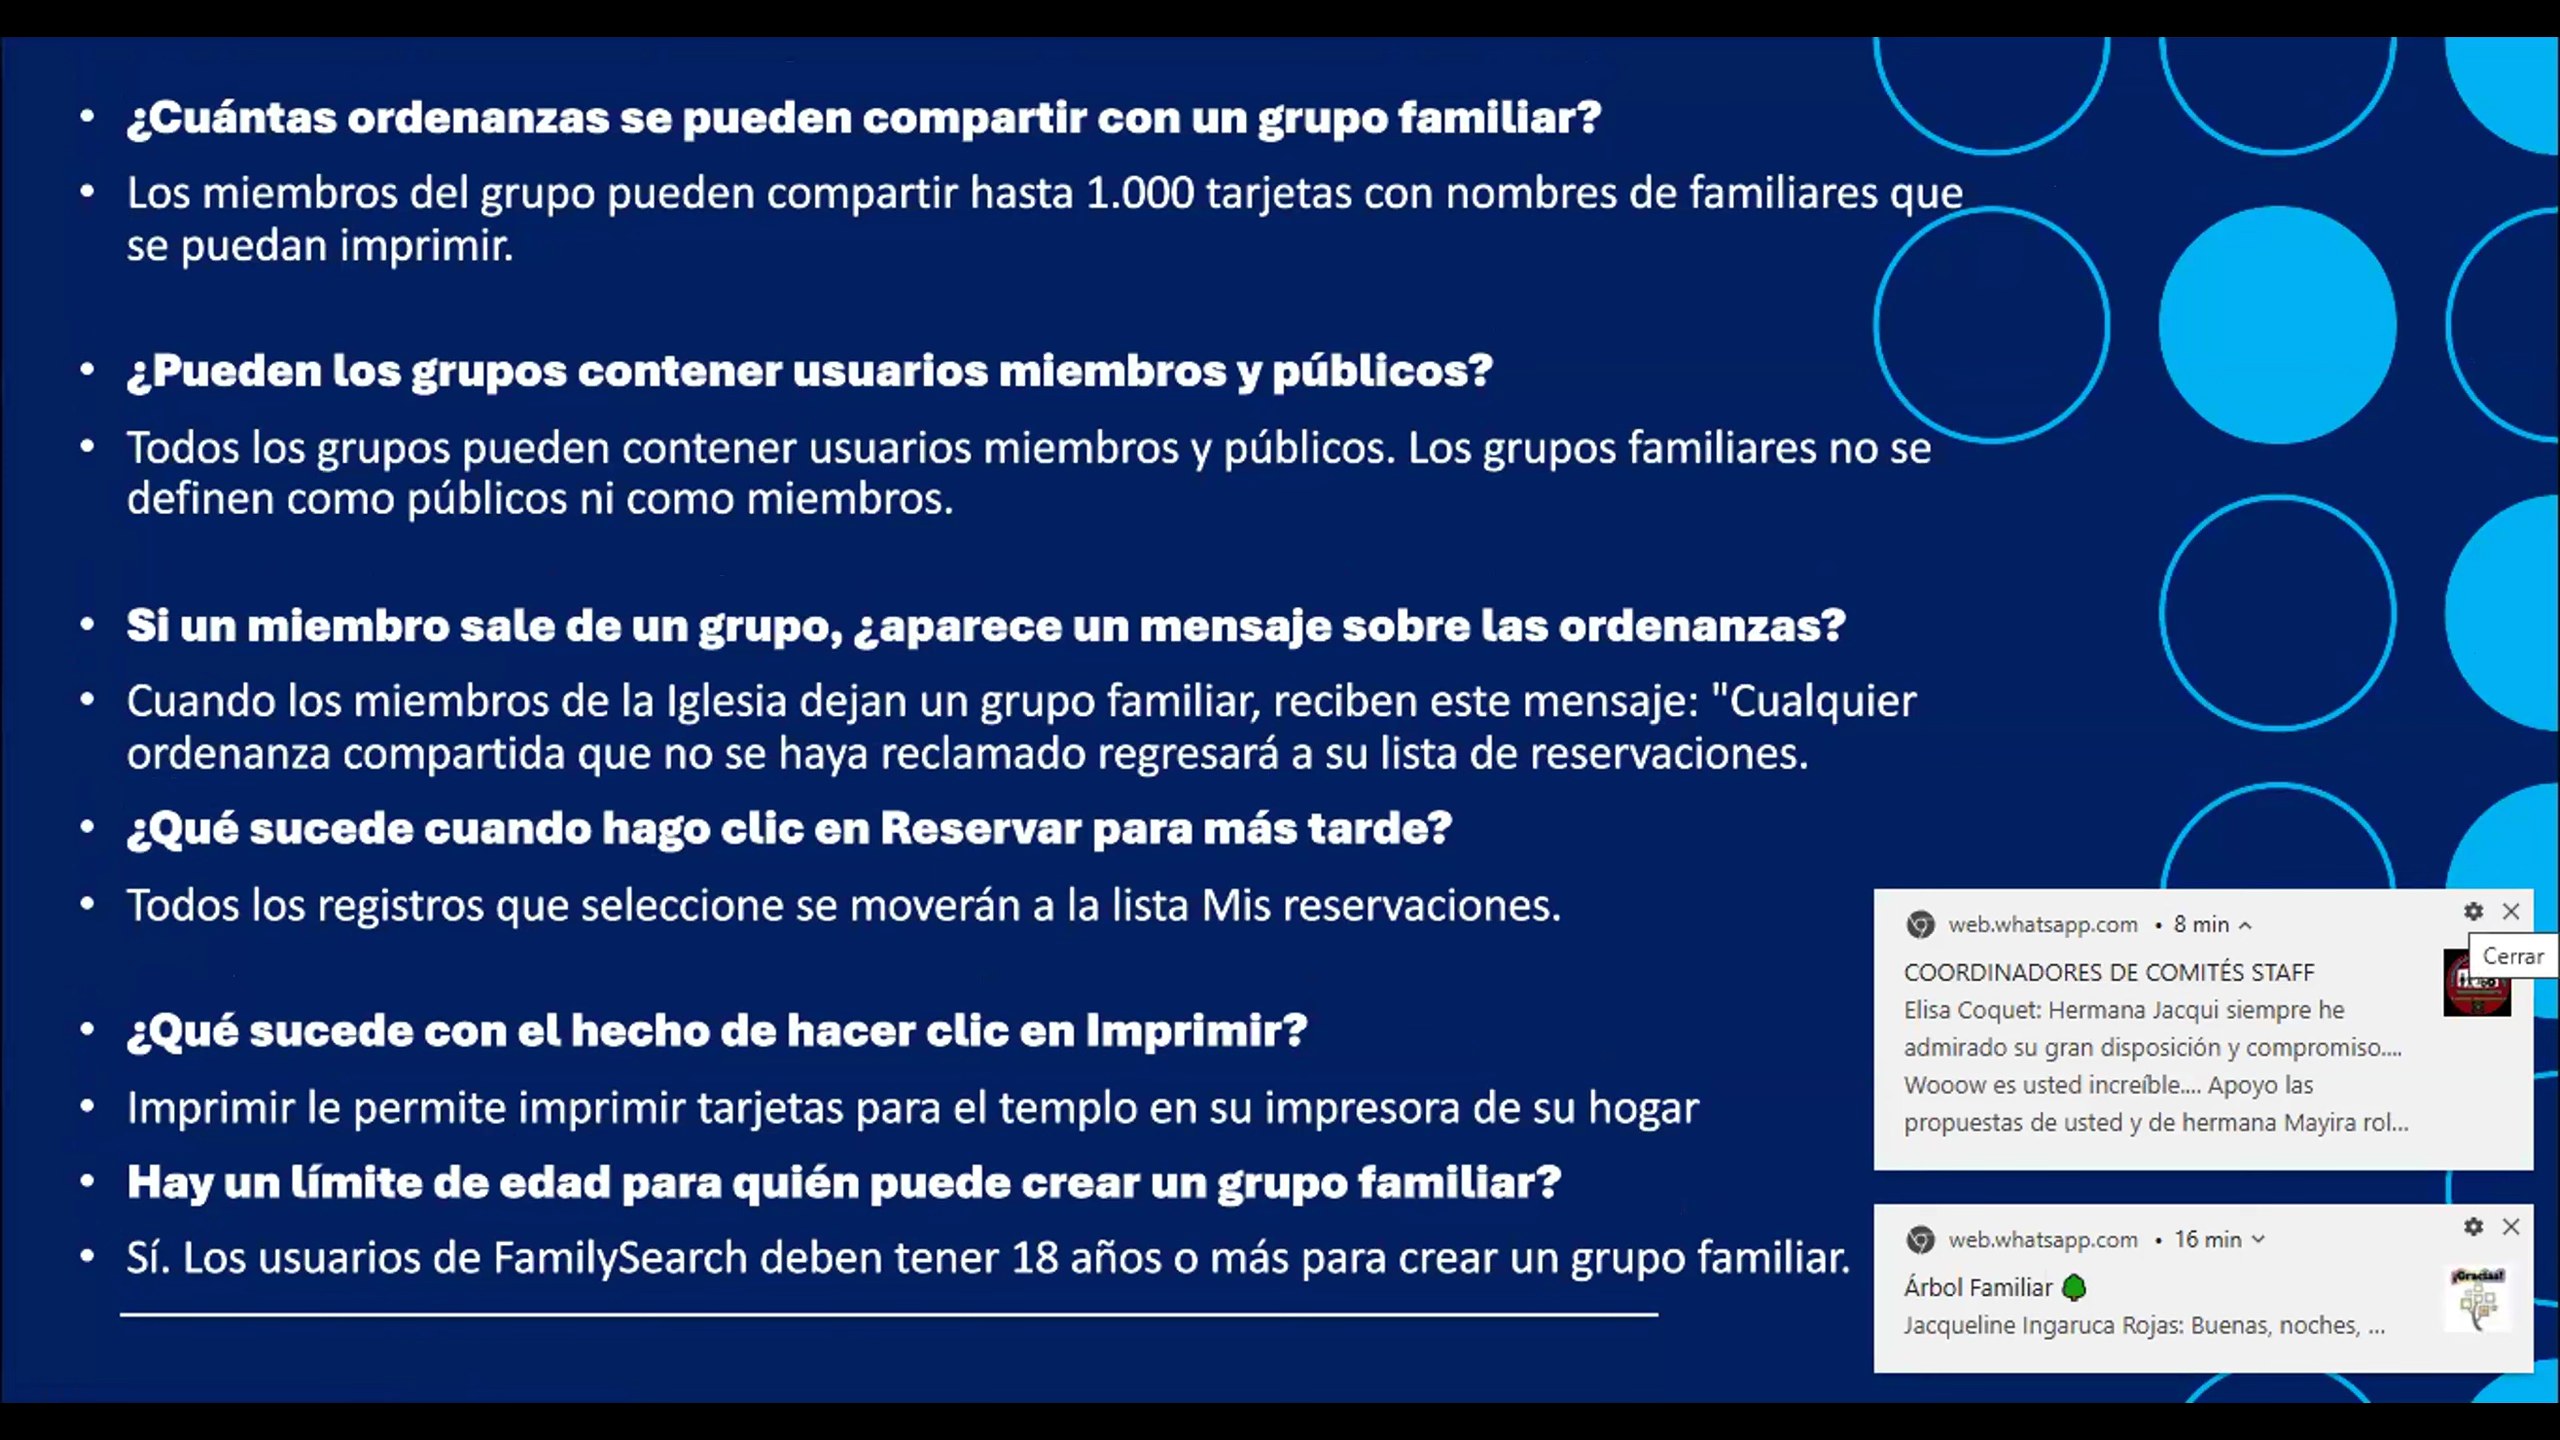 • ¿Cuántas ordenanzas se pueden compartir con un grupo familiar?
• Los miembros del grupo pueden compartir hasta 1.000 tarjetas con nombres de familiares que
se puedan imprimir.
• ¿Pueden los grupos contener usuarios miembros y públicos?
• Todos los grupos pueden contener usuarios miembros y públicos. Los grupos familiares no se
definen como públicos ni como miembros.
• Si un miembro sale de un grupo, ¿aparece un mensaje sobre las ordenanzas?
• Cuando los miembros de la Iglesia dejan un grupo familiar, reciben este mensaje: "Cualquier
ordenanza compartida que no se haya reclamado regresará a su lista de reservaciones.
• ¿Qué sucede cuando hago clic en Reservar para más tarde?
• Todos los registros que seleccione se moverán a la lista Mis reservaciones.
• ¿Qué sucede con el hecho de hacer clic en Imprimir?
• Imprimir le permite imprimir tarjetas para el templo en su impresora de su hogar
• Hay un límite de edad para quién puede crear un grupo familiar?
• Sí. Los usuarios de FamilySearch deben tener 18 años o más para crear un grupo familiar.
web.whatsapp.com • 8 min
Cerrar
COORDINADORES DE COMITÉS STAFF
Elisa Coquet: Hermana Jacqui siempre he
admirado su gran disposición y compromiso....
Wooow es usted increíble.... Apoyo las
propuestas de usted y de hermana Mayira rol...
web.whatsapp.com • 16 min
Árbol Familiar 🌳
Jacqueline Ingaruca Rojas: Buenas, noches, ...
¡Gracias!